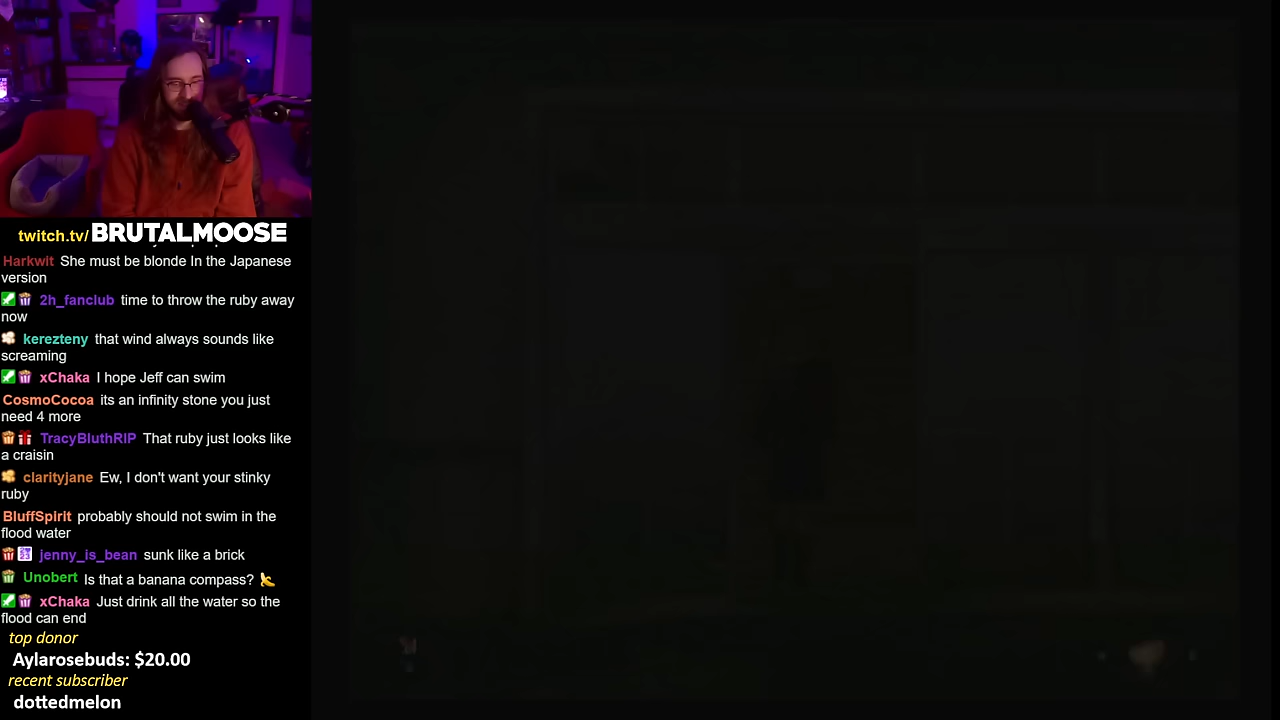 twitch.tv/BRUTALMOOSE
Harkwit She must be blonde In the Japanese
version
2h_fanclub time to throw the ruby away
now
kerezteny that wind always sounds like
screaming
xChaka I hope Jeff can swim
CosmoCocoa its an infinity stone you just
need 4 more
TracyBluthRIP That ruby just looks like
a craisin
clarityjane Ew, I don't want your stinky
ruby
BluffSpirit probably should not swim in the
flood water
jenny_is_bean sunk like a brick
Unobert Is that a banana compass? 🍌
xChaka Just drink all the water so the
flood can end
top donor
Aylarosebuds: $20.00
recent subscriber
dottedmelon